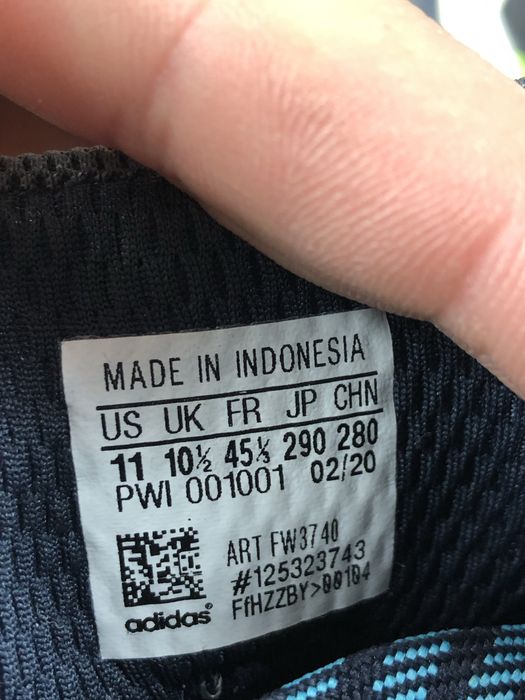 MADE IN INDONESIA
US UK FR JP CHN
11 10½ 45⅓ 290 280
PWI 001001 02/20
ART FW3740
#125323743
FfHZZBY>00104
adidas®